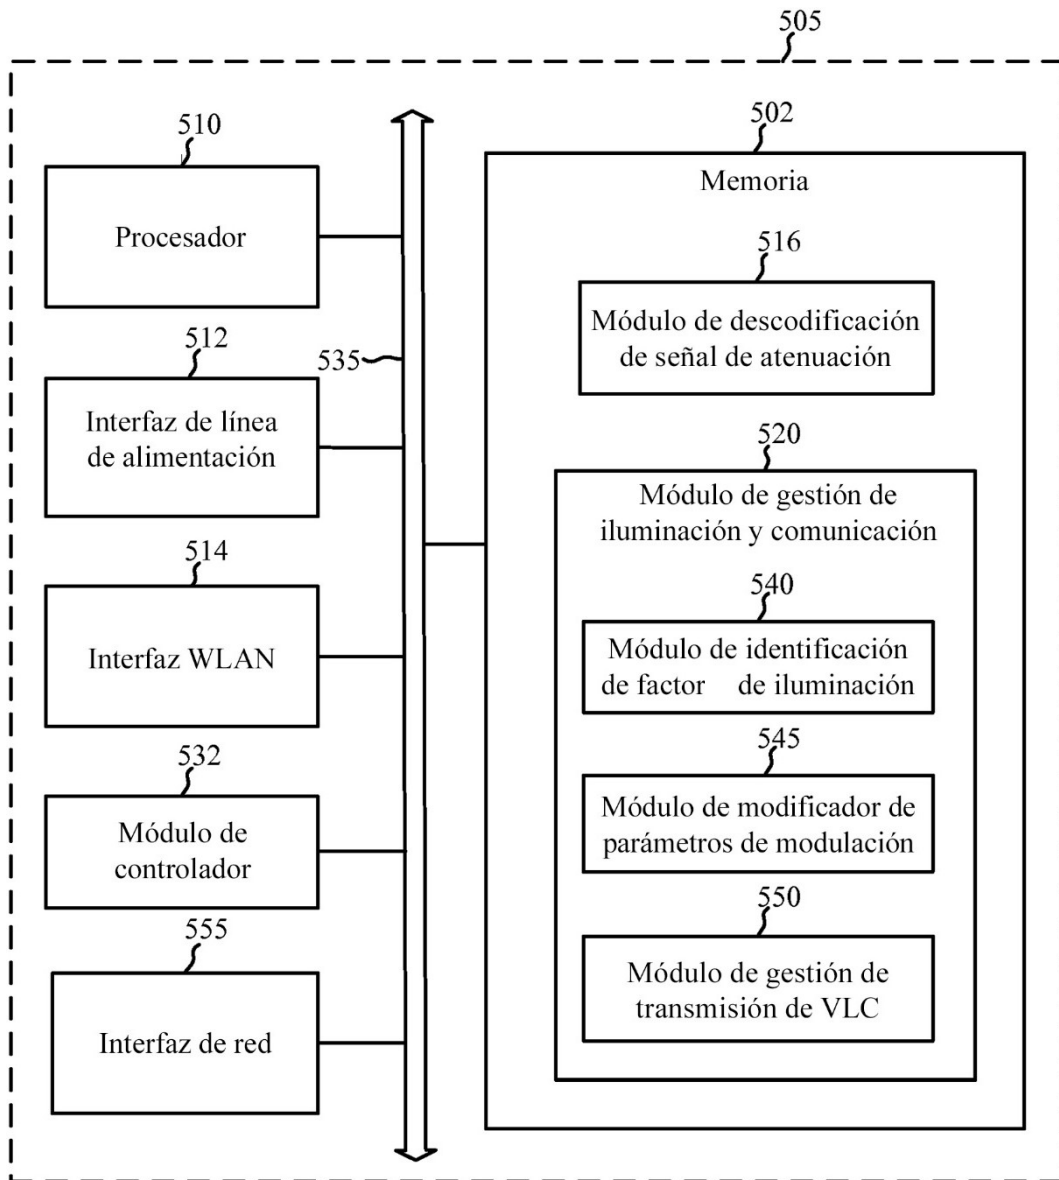 505
510
Procesador
512
Interfaz de línea
de alimentación
535
514
Interfaz WLAN
532
Módulo de
controlador
555
Interfaz de red
502
Memoria
516
Módulo de descodificación
de señal de atenuación
520
Módulo de gestión de
iluminación y comunicación
540
Módulo de identificación
de factor de iluminación
545
Módulo de modificador de
parámetros de modulación
550
Módulo de gestión de
transmisión de VLC